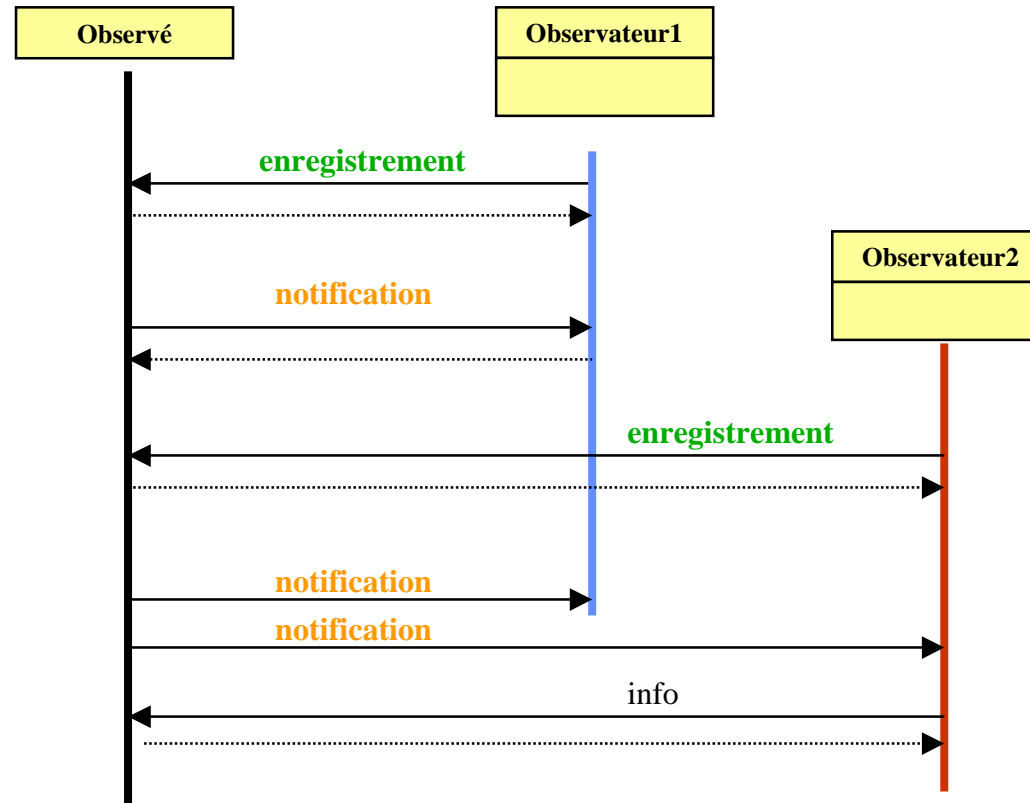 Observé
Observateur1
enregistrement
Observateur2
notification
enregistrement
notification
notification
info